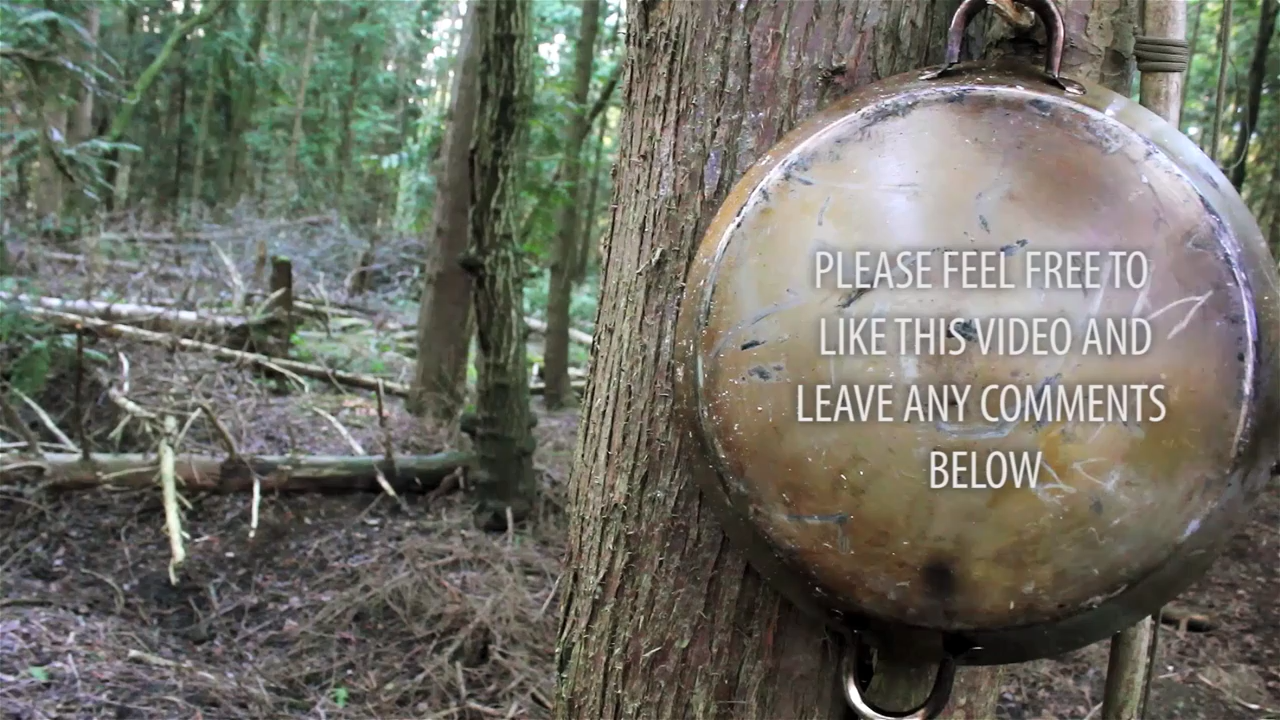 PLEASE FEEL FREE TO
LIKE THIS VIDEO AND
LEAVE ANY COMMENTS
BELOW